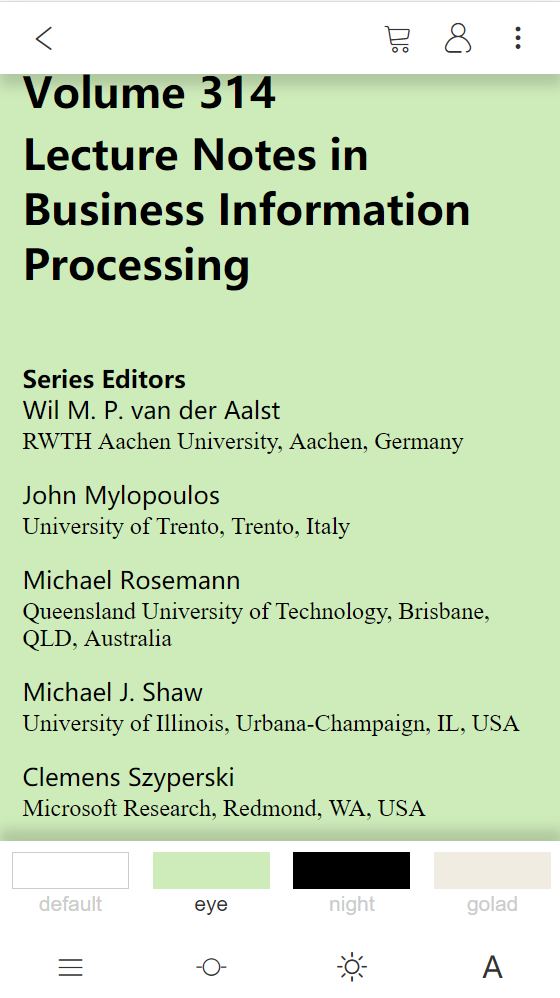 Volume 314
Lecture Notes in
Business Information
Processing
Series Editors
Wil M. P. van der Aalst
RWTH Aachen University, Aachen, Germany
John Mylopoulos
University of Trento, Trento, Italy
Michael Rosemann
Queensland University of Technology, Brisbane,
QLD, Australia
Michael J. Shaw
University of Illinois, Urbana-Champaign, IL, USA
Clemens Szyperski
Microsoft Research, Redmond, WA, USA
default eye night golad
A